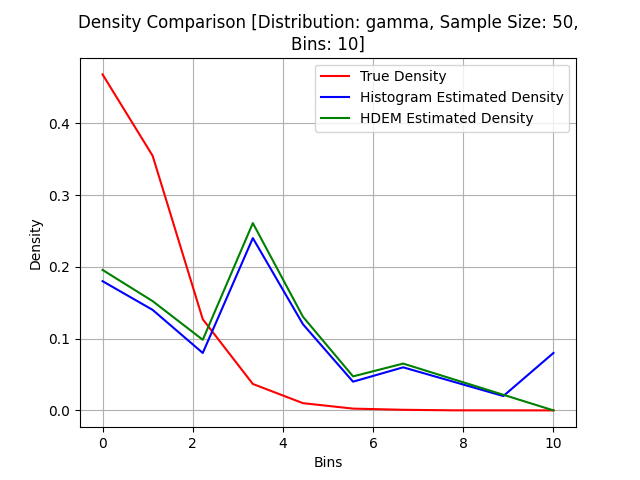 Density Comparison [Distribution: gamma, Sample Size: 50,
Bins: 10]
True Density
Histogram Estimated Density
HDEM Estimated Density
Density
0.4
0.3
0.2
0.1
0.0
0 2 4 6 8 10
Bins